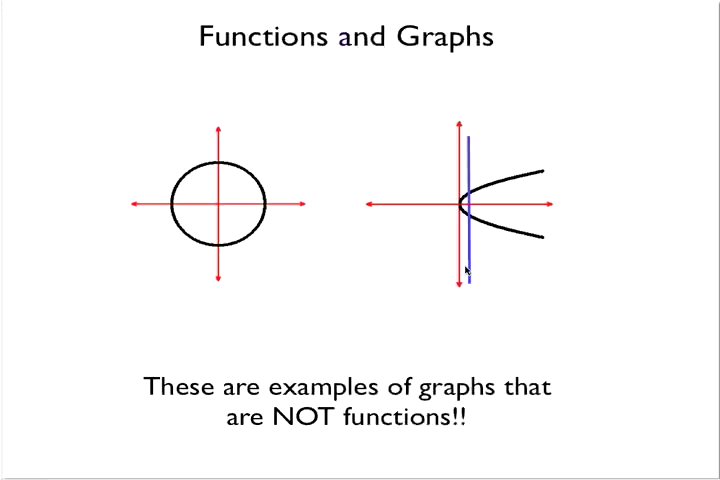 Functions and Graphs
These are examples of graphs that
are NOT functions!!